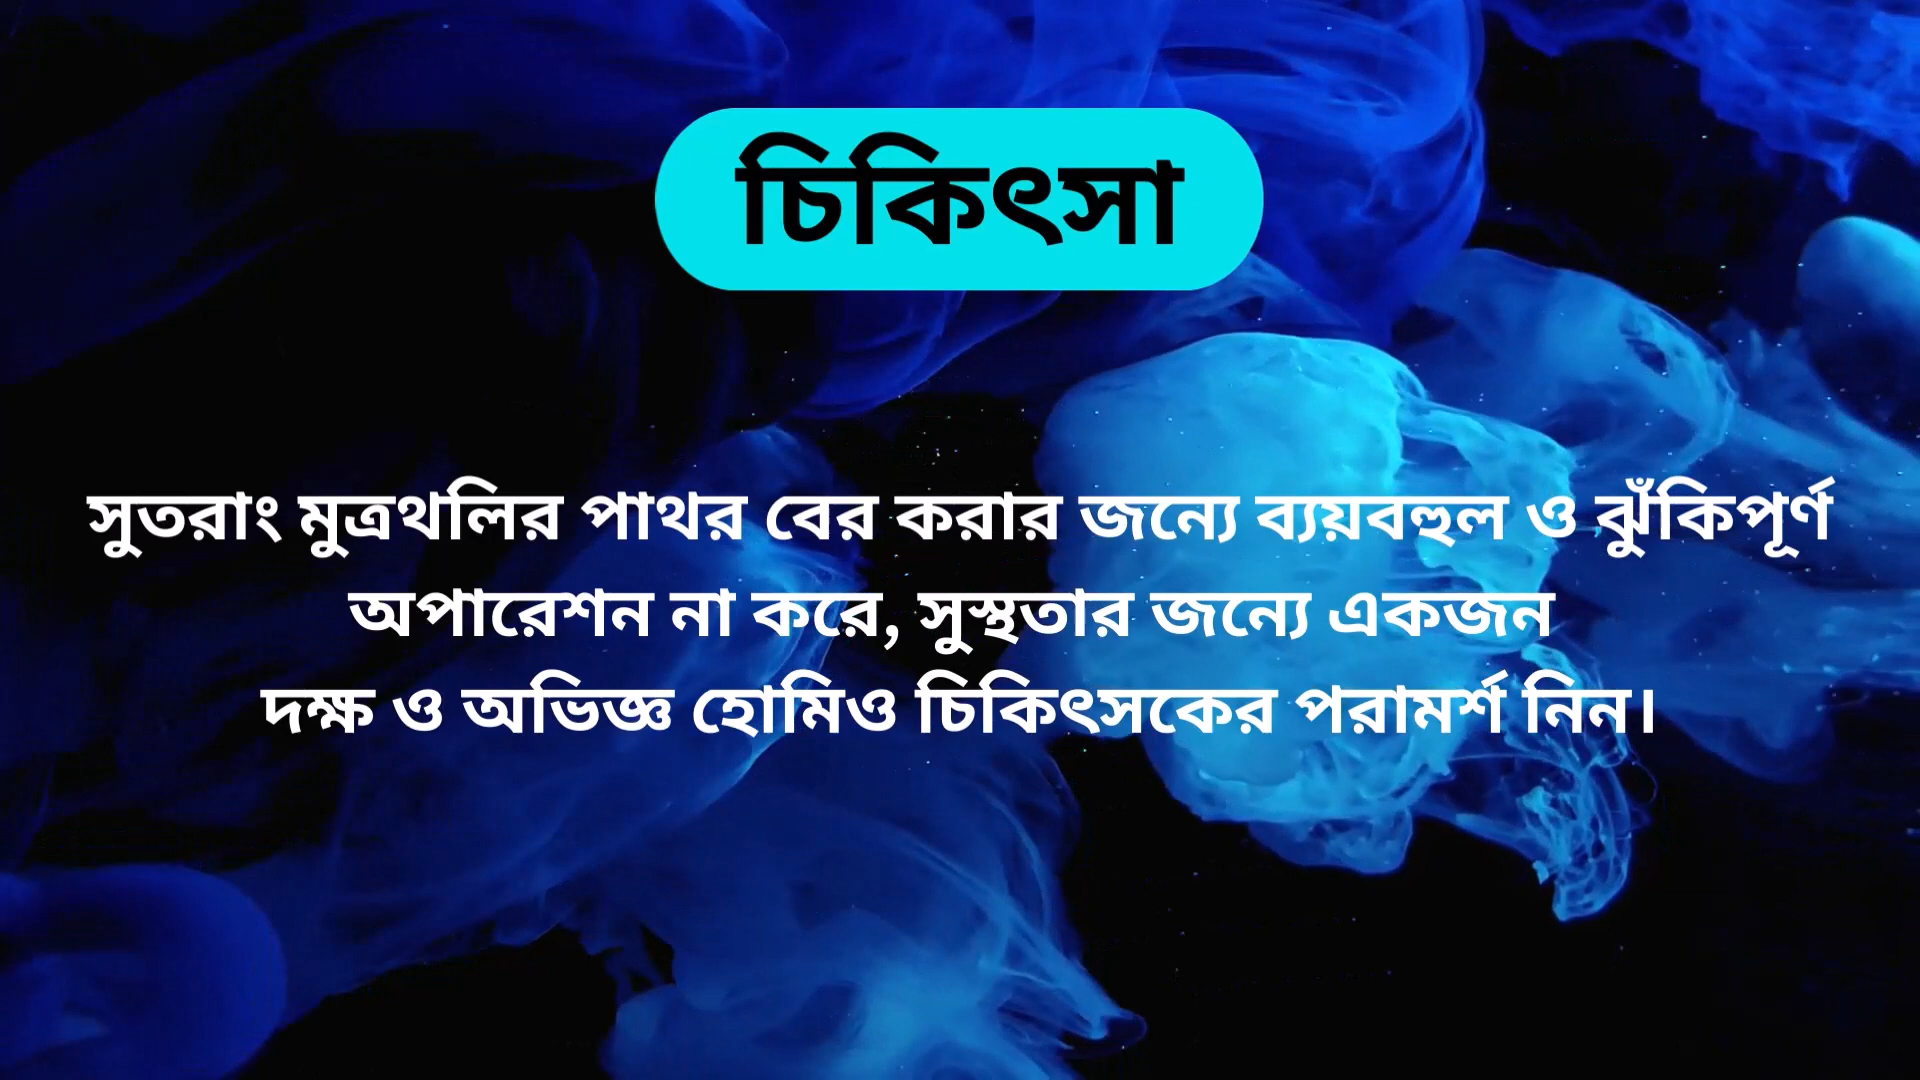 চিকিৎসা
সুতরাং মুত্রথলির পাথর বের করার জন্যে ব্যয়বহুল ও ঝুঁকিপূর্ণ
অপারেশন না করে, সুস্থতার জন্যে একজন
দক্ষ ও অভিজ্ঞ হোমিও চিকিৎসকের পরামর্শ নিন।